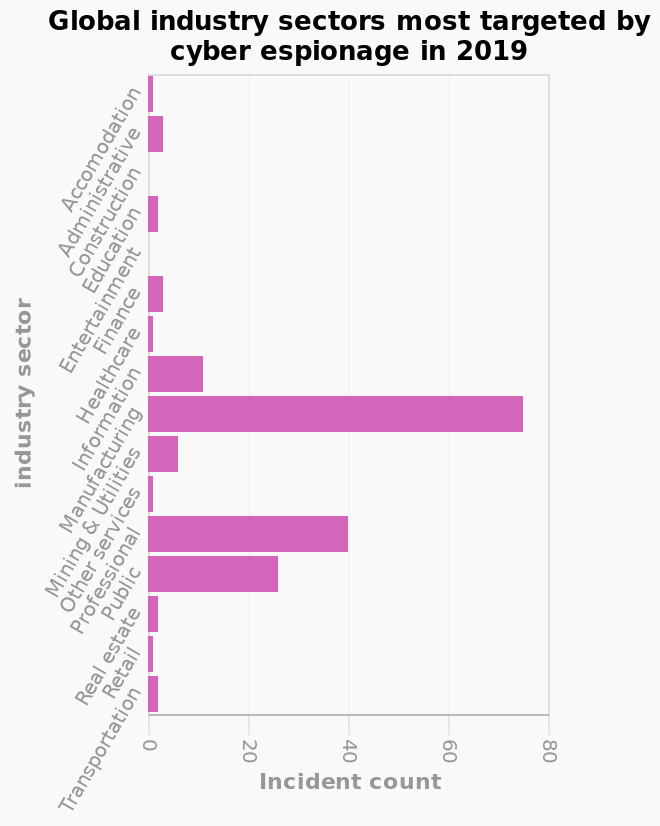 Global industry sectors most targeted by
cyber espionage in 2019
industry sector
Accomodation
Administrative
Construction
Education
Entertainment
Finance
Healthcare
Information
Manufacturing
Mining & Utilities
Other services
Professional
Public
Real estate
Retail
Transportation
0
20
40
60
80
Incident count